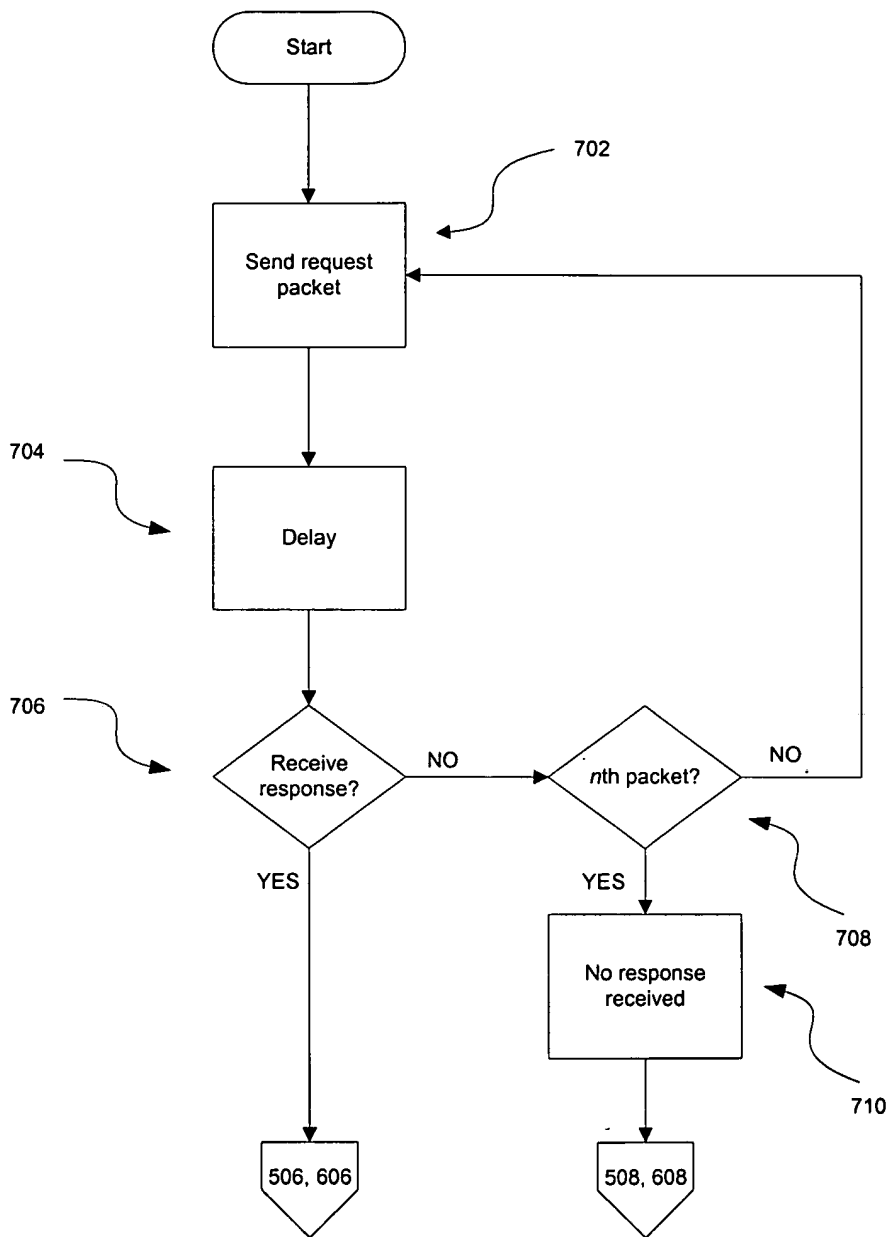 Start
702
Send request
packet
704
Delay
706
Receive
response?
NO
nth packet?
NO
YES
YES
708
No response
received
710
506, 606
508, 608